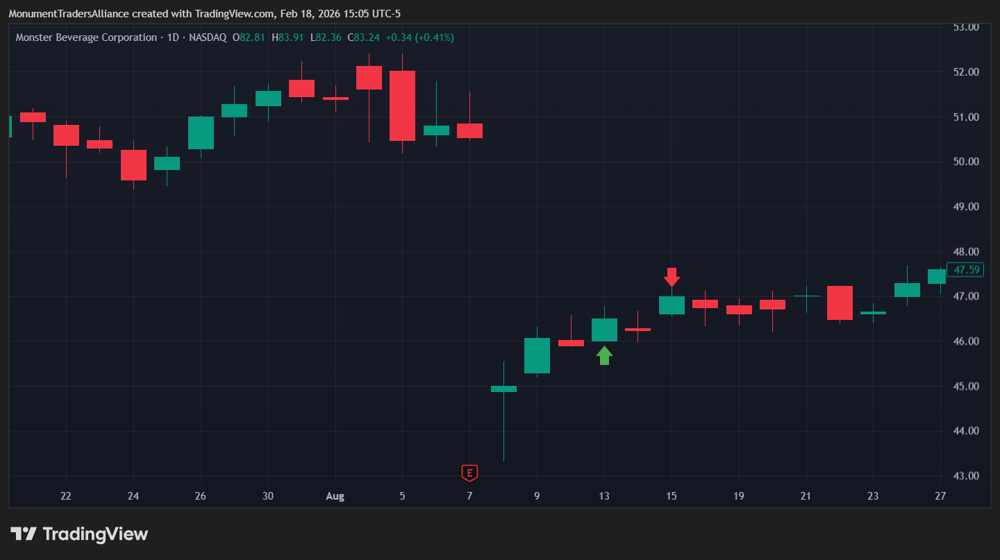 MonumentTradersAlliance created with TradingView.com, Feb 18, 2026 15:05 UTC-5
Monster Beverage Corporation · 1D · NASDAQ O82.81 H83.91 L82.36 C83.24 +0.34 (+0.41%)
53.00
52.00
51.00
50.00
49.00
48.00
47.59
47.00
46.00
45.00
44.00
43.00
E
22 24 26 30 Aug 5 7 9 13 15 19 21 23 27
TradingView